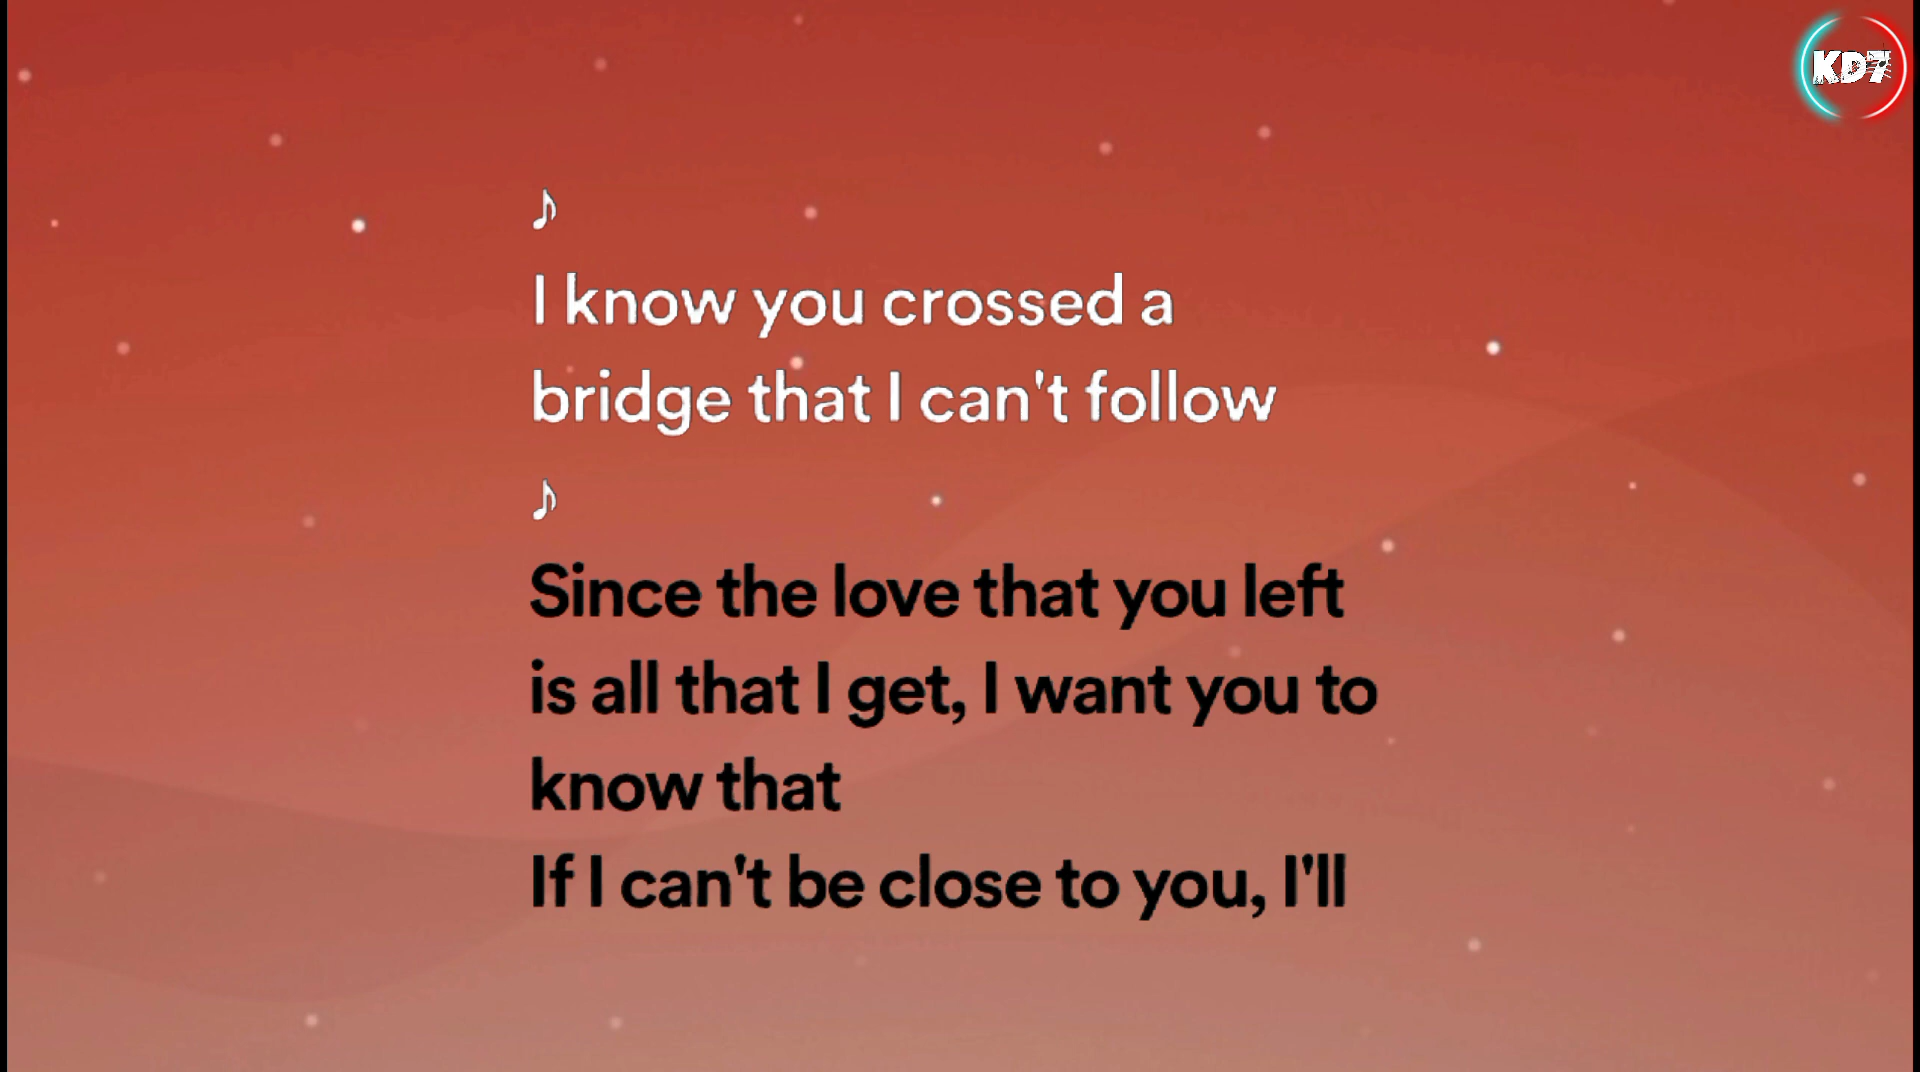 KD7
♪
I know you crossed a
bridge that I can't follow
♪
Since the love that you left
is all that I get, I want you to
know that
If I can't be close to you, I'll